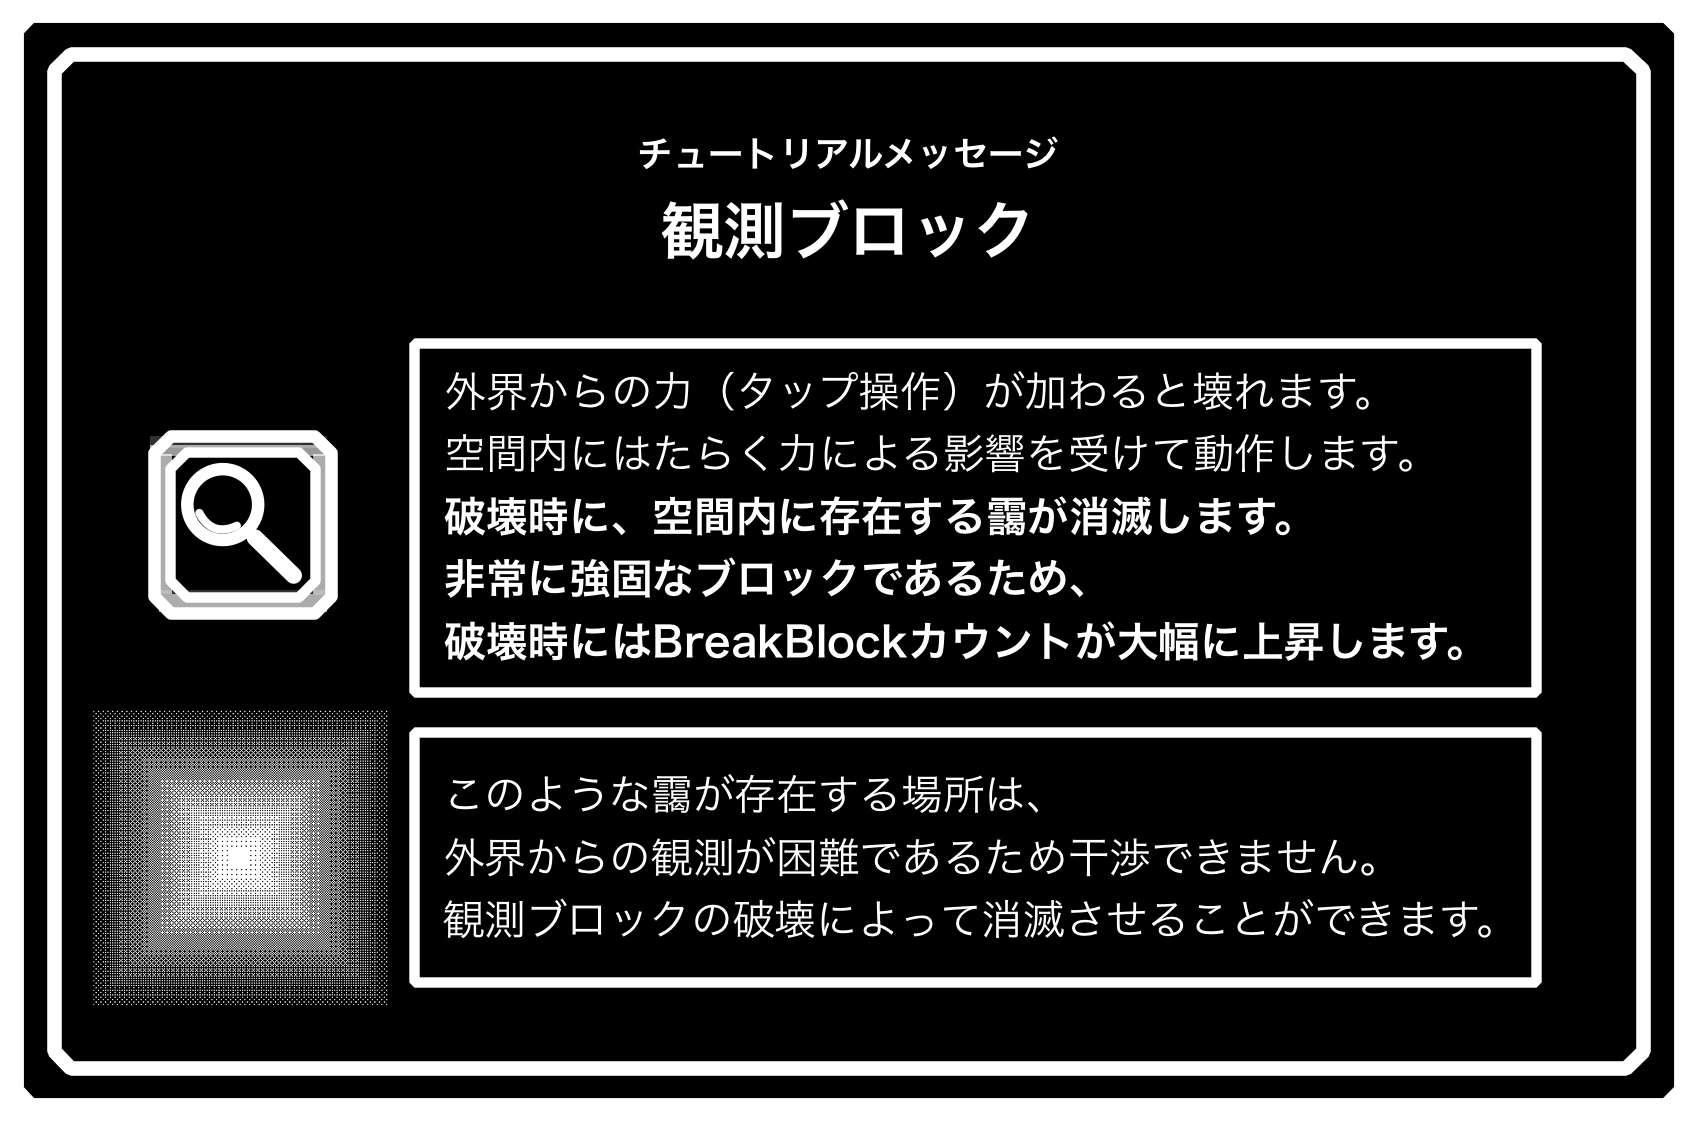 チュートリアルメッセージ
観測ブロック
外界からの力（タップ操作）が加わると壊れます。
空間内にはたらく力による影響を受けて動作します。
破壊時に、空間内に存在する靄が消滅します。
非常に強固なブロックであるため、
破壊時にはBreakBlockカウントが大幅に上昇します。
このような靄が存在する場所は、
外界からの観測が困難であるため干渉できません。
観測ブロックの破壊によって消滅させることができます。